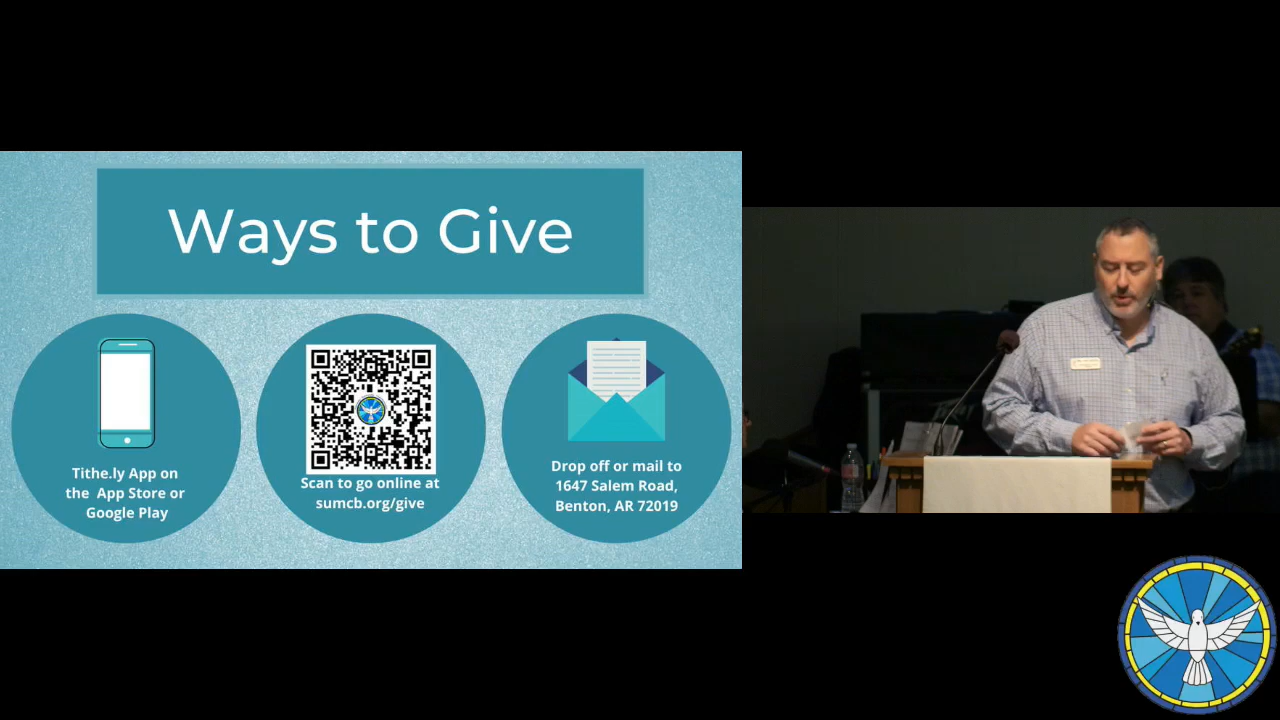 Ways to Give
Tithe.ly App on
the App Store or
Google Play
Scan to go online at
sumcb.org/give
Drop off or mail to
1647 Salem Road,
Benton, AR 72019